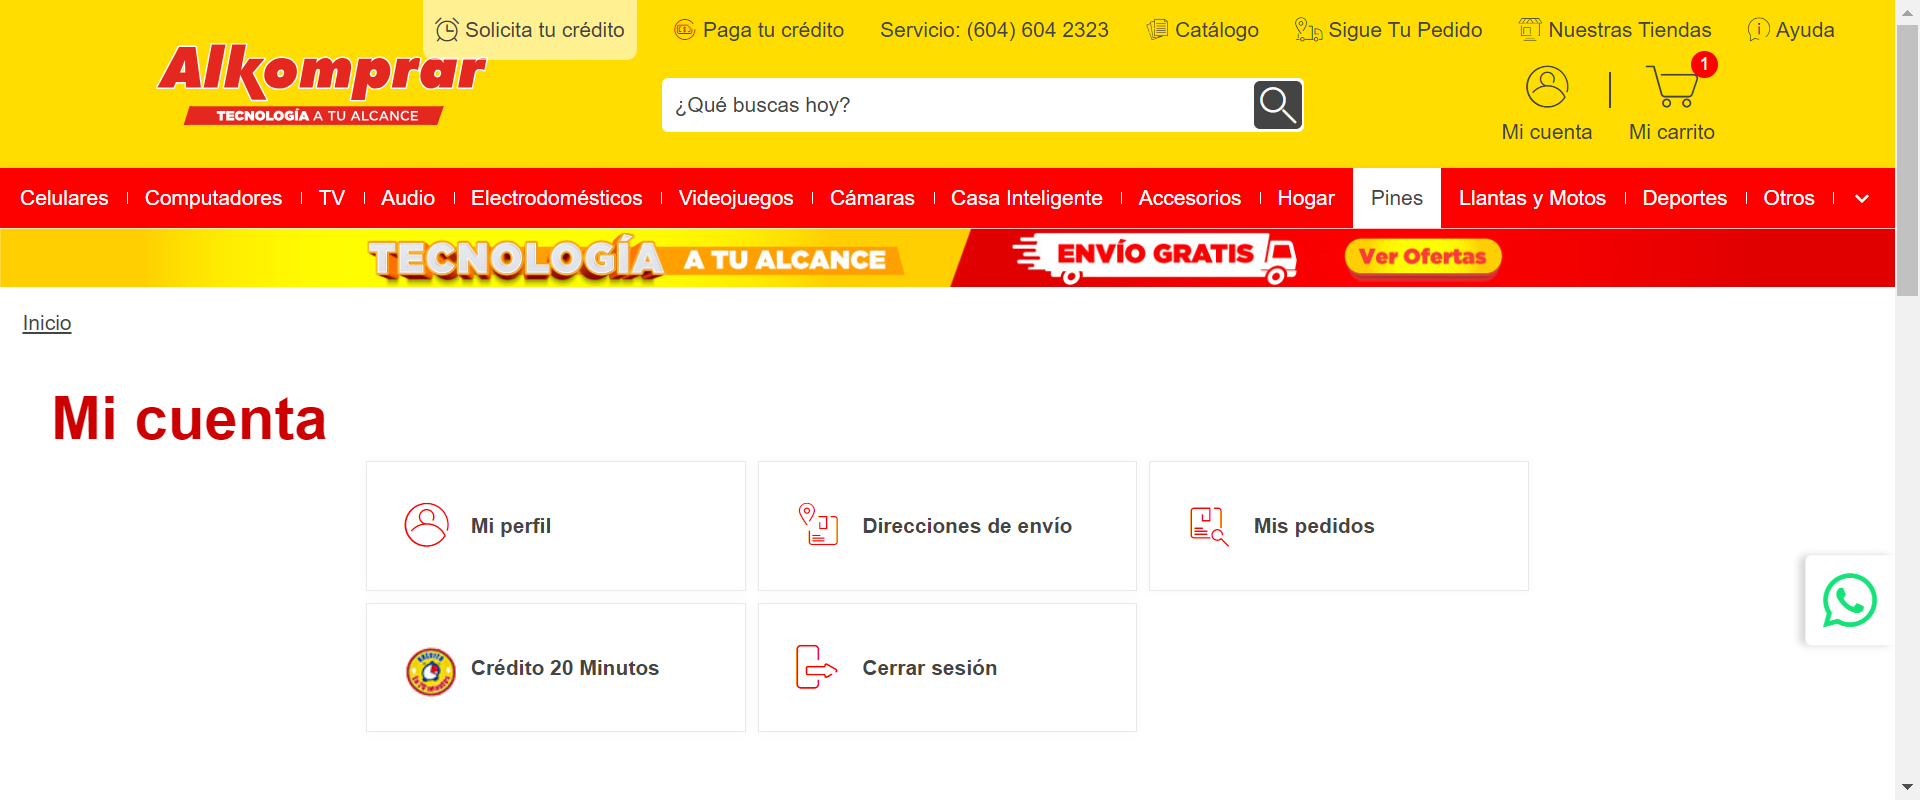 Solicita tu crédito
Paga tu crédito
Servicio: (604) 604 2323
Catálogo
Sigue Tu Pedido
Nuestras Tiendas
Ayuda
Alkomprar
TECNOLOGÍA A TU ALCANCE
¿Qué buscas hoy?
1
Mi cuenta
Mi carrito
Celulares
Computadores
TV
Audio
Electrodomésticos
Videojuegos
Cámaras
Casa Inteligente
Accesorios
Hogar
Pines
Llantas y Motos
Deportes
Otros
TECNOLOGÍA A TU ALCANCE
ENVÍO GRATIS
Ver Ofertas
Inicio
Mi cuenta
Mi perfil
Direcciones de envío
Mis pedidos
Crédito 20 Minutos
Cerrar sesión